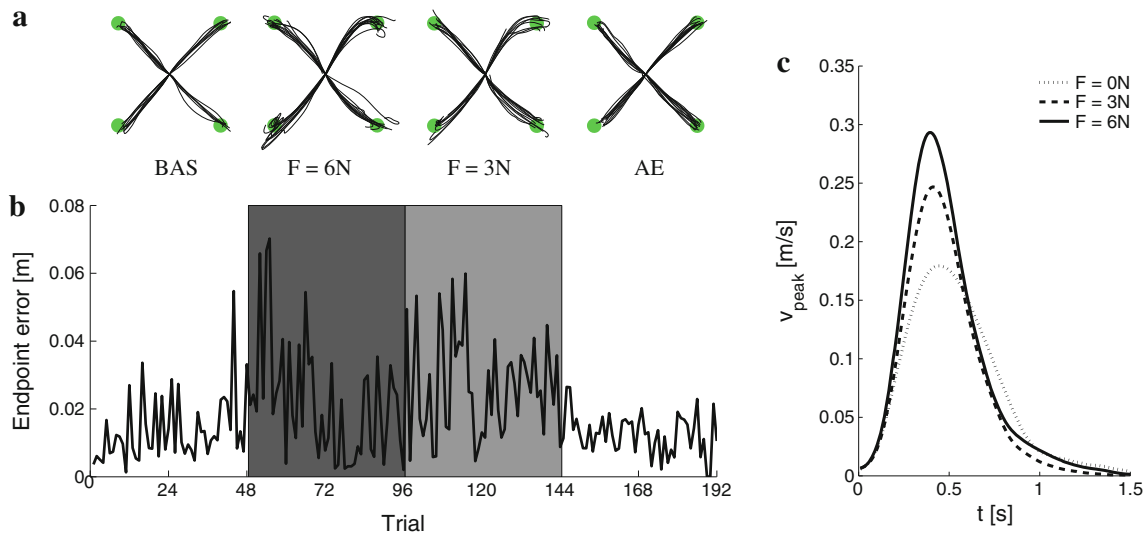 a
BAS
F = 6N
F = 3N
AE
b
Endpoint error [m]
0.08
0.06
0.04
0.02
0.0
0
24
48
72
96
120
144
168
192
Trial
c
v_peak [m/s]
0.35
0.3
0.25
0.2
0.15
0.1
0.05
0
0
0.5
1
1.5
t [s]
F = 0N
F = 3N
F = 6N